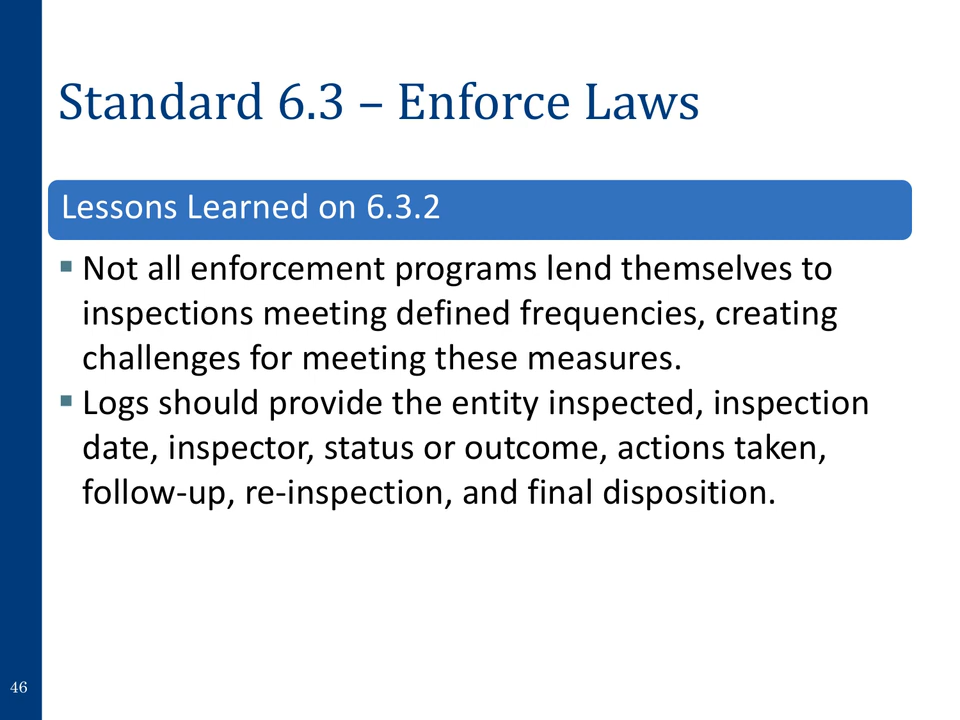 Standard 6.3 – Enforce Laws
Lessons Learned on 6.3.2
▪ Not all enforcement programs lend themselves to
inspections meeting defined frequencies, creating
challenges for meeting these measures.
▪ Logs should provide the entity inspected, inspection
date, inspector, status or outcome, actions taken,
follow-up, re-inspection, and final disposition.
46